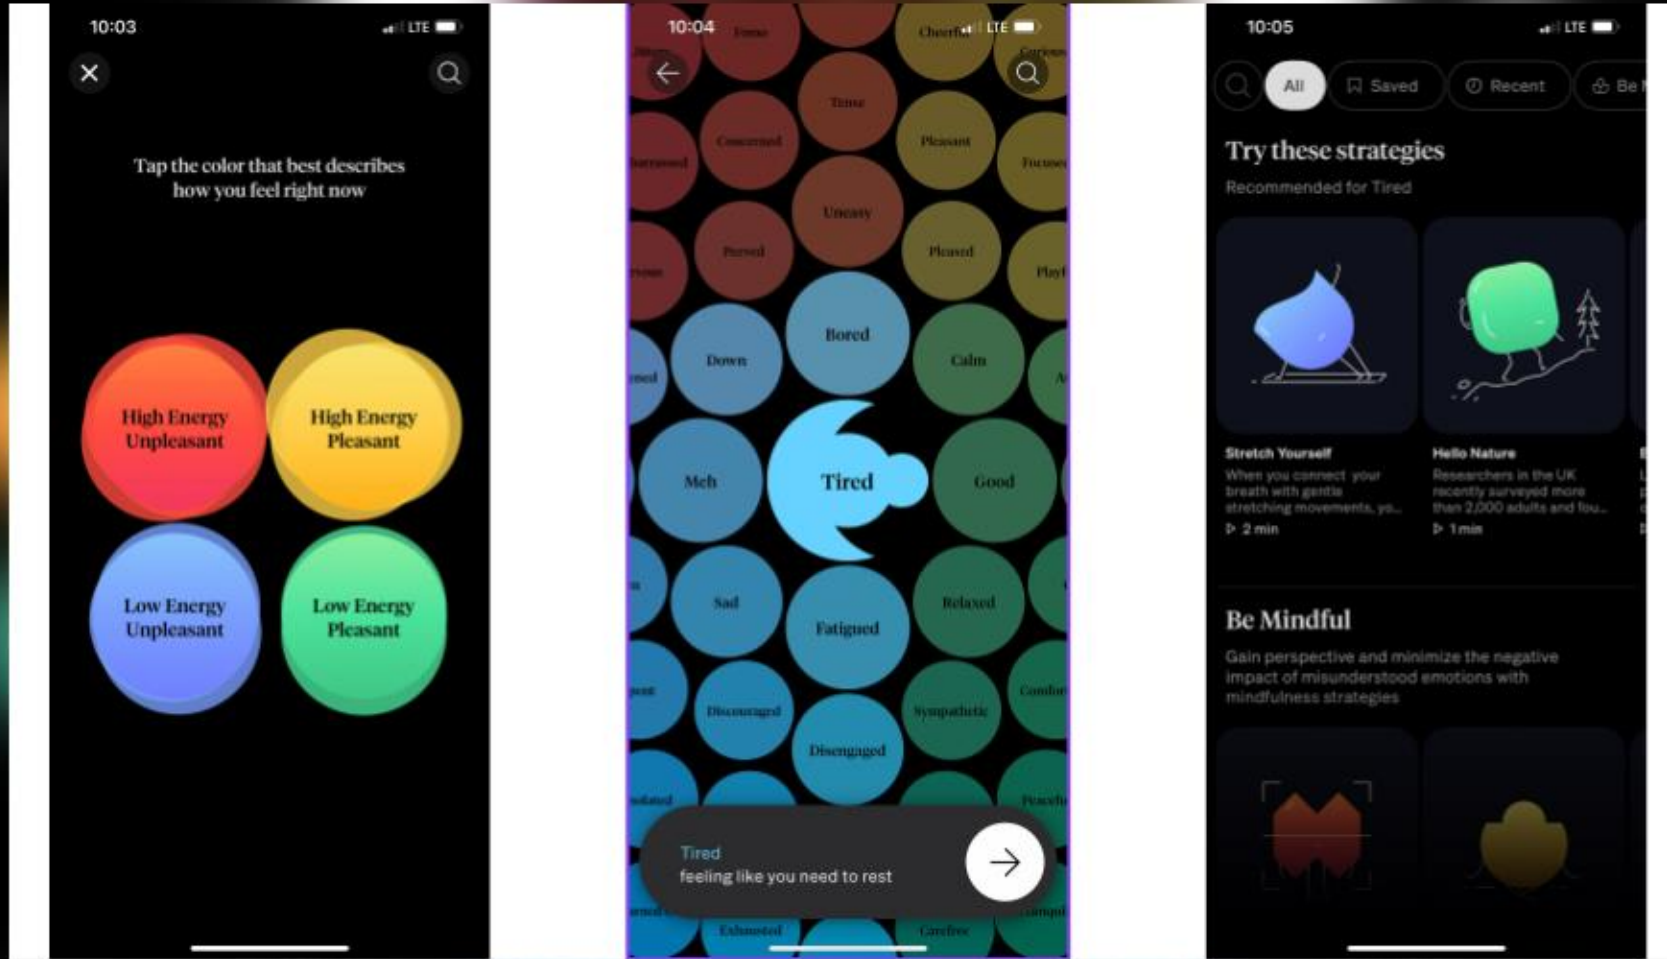 10:03
LTE
Tap the color that best describes
how you feel right now
High Energy
Unpleasant
High Energy
Pleasant
Low Energy
Unpleasant
Low Energy
Pleasant
10:04
LTE
Tense
Concerned
Pleasant
Uneasy
Peeved
Pleased
Bored
Down
Calm
Meh
Tired
Good
Sad
Relaxed
Fatigued
Discouraged
Sympathetic
Disengaged
Tired
feeling like you need to rest
Exhausted
Carefree
10:05
LTE
All
Saved
Recent
Be
Try these strategies
Recommended for Tired
Stretch Yourself
When you connect your
breath with gentle
stretching movements, yo...
2 min
Hello Nature
Researchers in the UK
recently surveyed more
than 2,000 adults and fou...
1 min
Be Mindful
Gain perspective and minimize the negative
impact of misunderstood emotions with
mindfulness strategies